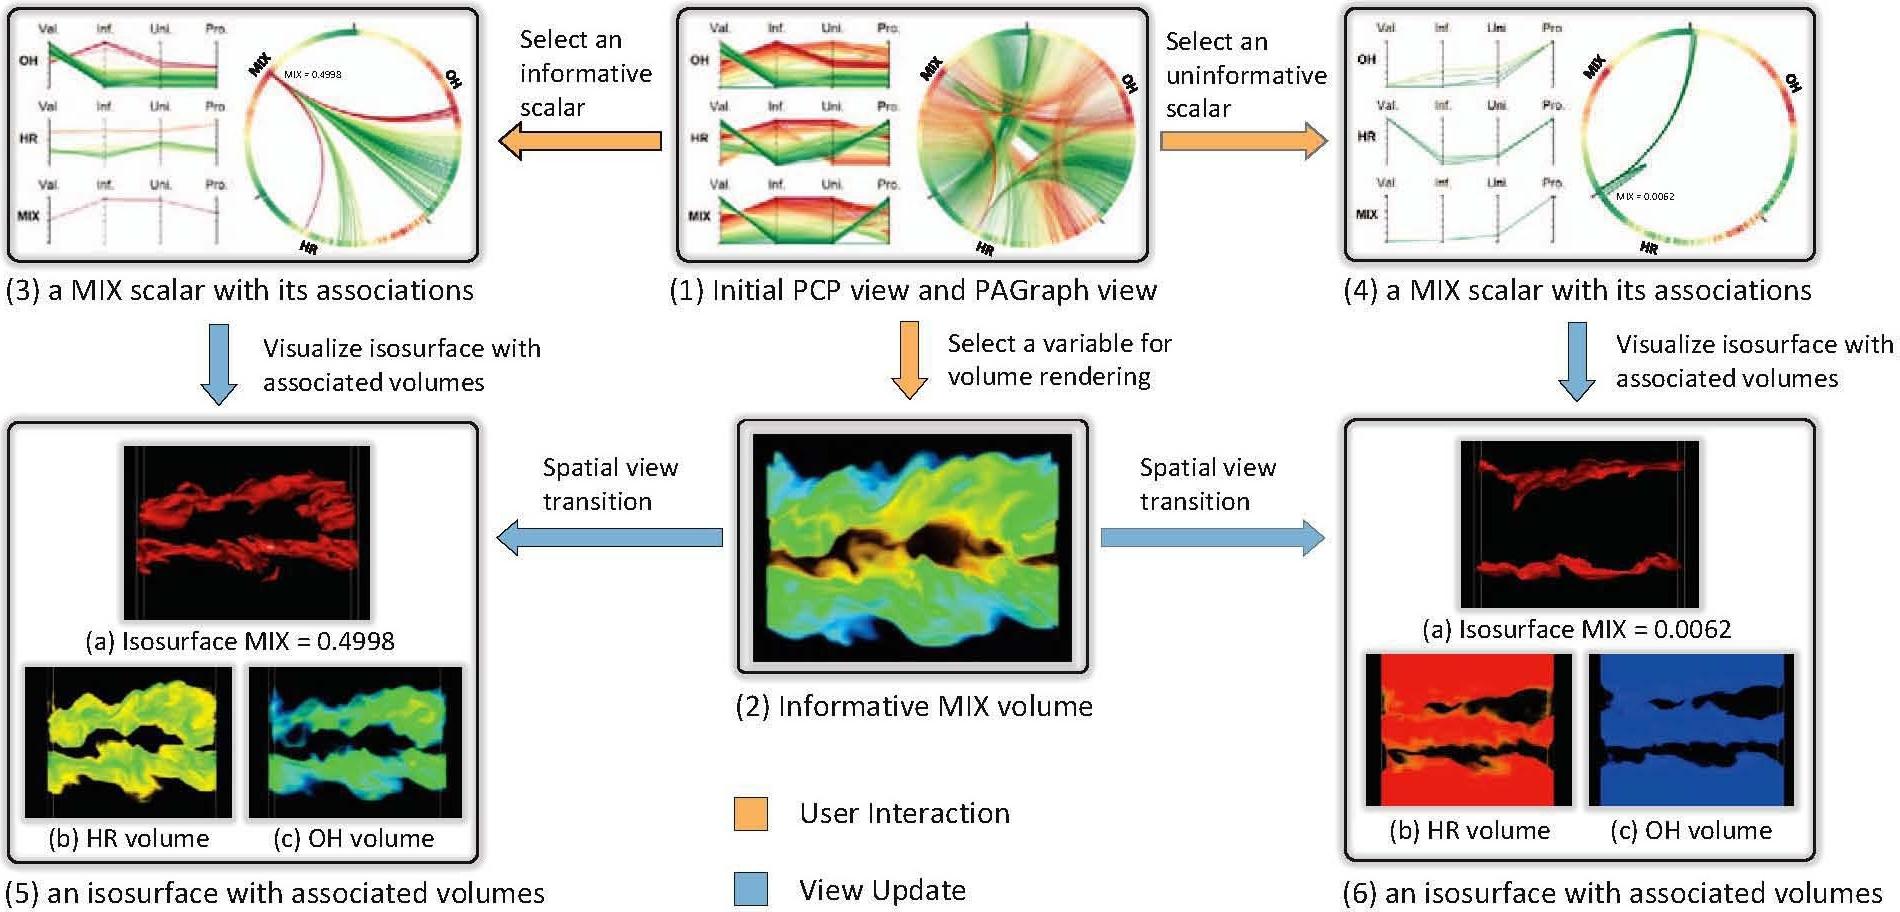 Val. Inf. Uni. Pro.
OH
MIX
MIX = 0.4998
OH
Val. Inf. Uni. Pro.
HR
Val. Inf. Uni. Pro.
MIX
HR
(3) a MIX scalar with its associations
Select an
informative
scalar
Val. Inf. Uni. Pro.
OH
MIX
OH
Val. Inf. Uni. Pro.
HR
Val. Inf. Uni. Pro.
MIX
HR
(1) Initial PCP view and PAGraph view
Select an
uninformative
scalar
Val. Inf. Uni. Pro.
OH
MIX
OH
Val. Inf. Uni. Pro.
HR
Val. Inf. Uni. Pro.
MIX
MIX = 0.0062
HR
(4) a MIX scalar with its associations
Visualize isosurface with
associated volumes
Select a variable for
volume rendering
Visualize isosurface with
associated volumes
(a) Isosurface MIX = 0.4998
(b) HR volume
(c) OH volume
(5) an isosurface with associated volumes
Spatial view
transition
(2) Informative MIX volume
Spatial view
transition
(a) Isosurface MIX = 0.0062
(b) HR volume
(c) OH volume
(6) an isosurface with associated volumes
User Interaction
View Update